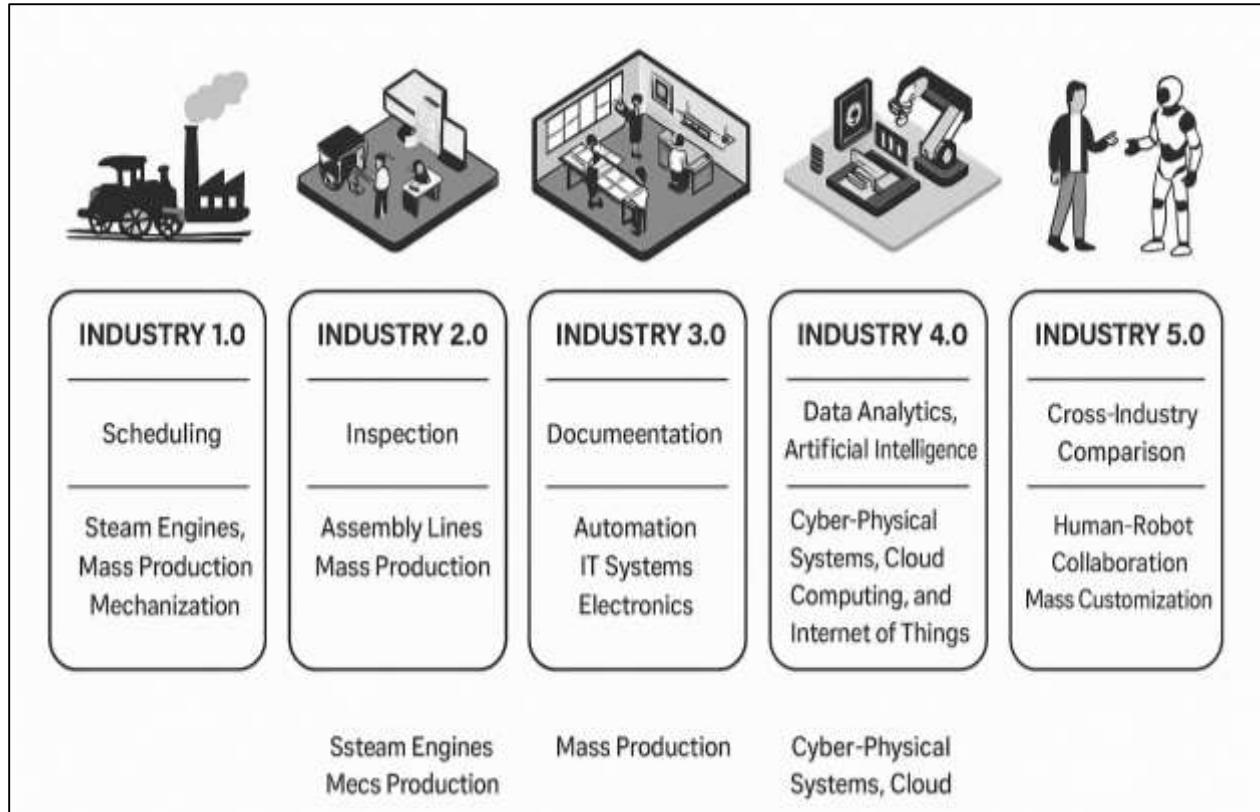 INDUSTRY 1.0
Scheduling
Steam Engines,
Mass Production
Mechanization
INDUSTRY 2.0
Inspection
Assembly Lines
Mass Production
INDUSTRY 3.0
Documeentation
Automation
IT Systems
Electronics
INDUSTRY 4.0
Data Analytics,
Artificial Intelligence
Cyber-Physical
Systems, Cloud
Computing, and
Internet of Things
INDUSTRY 5.0
Cross-Industry
Comparison
Human-Robot
Collaboration
Mass Customization
Ssteam Engines
Mecs Production
Mass Production
Cyber-Physical
Systems, Cloud